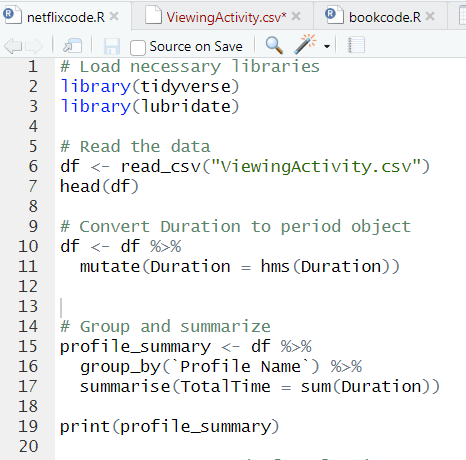 netflixcode.R
ViewingActivity.csv*
bookcode.R
Source on Save
1 # Load necessary libraries
2 library(tidyverse)
3 library(lubridate)
4
5 # Read the data
6 df <- read_csv("ViewingActivity.csv")
7 head(df)
8
9 # Convert Duration to period object
10 df <- df %>%
11   mutate(Duration = hms(Duration))
12
13
14 # Group and summarize
15 profile_summary <- df %>%
16   group_by(`Profile Name`) %>%
17   summarise(TotalTime = sum(Duration))
18
19 print(profile_summary)
20